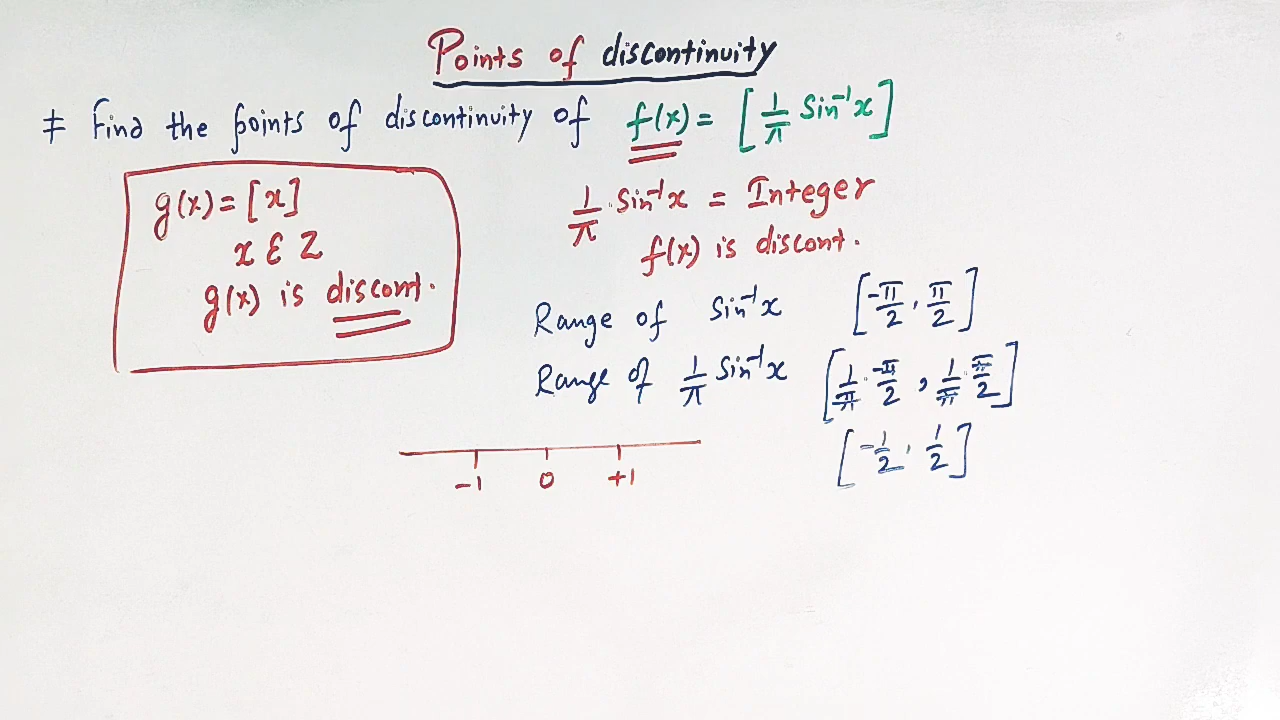 Points of discontinuity
# Find the points of discontinuity of f(x) = [1/π Sin⁻¹x]
g(x) = [x]
x ε Z
g(x) is discont.
1/π . Sin⁻¹x = Integer
f(x) is discont.
Range of Sin⁻¹x [-π/2, π/2]
Range of 1/π Sin⁻¹x [1/π . -π/2, 1/π . π/2]
[-1/2, 1/2]
-1 0 +1